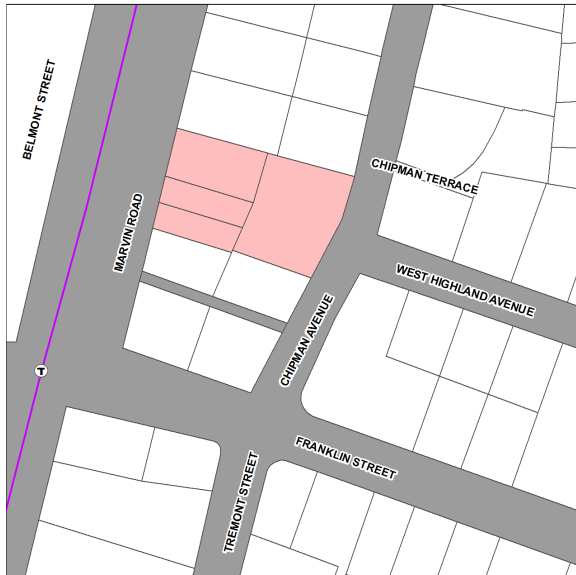 BELMONT STREET
CHIPMAN TERRACE
MARVIN ROAD
WEST HIGHLAND AVENUE
CHIPMAN AVENUE
T
FRANKLIN STREET
TREMONT STREET